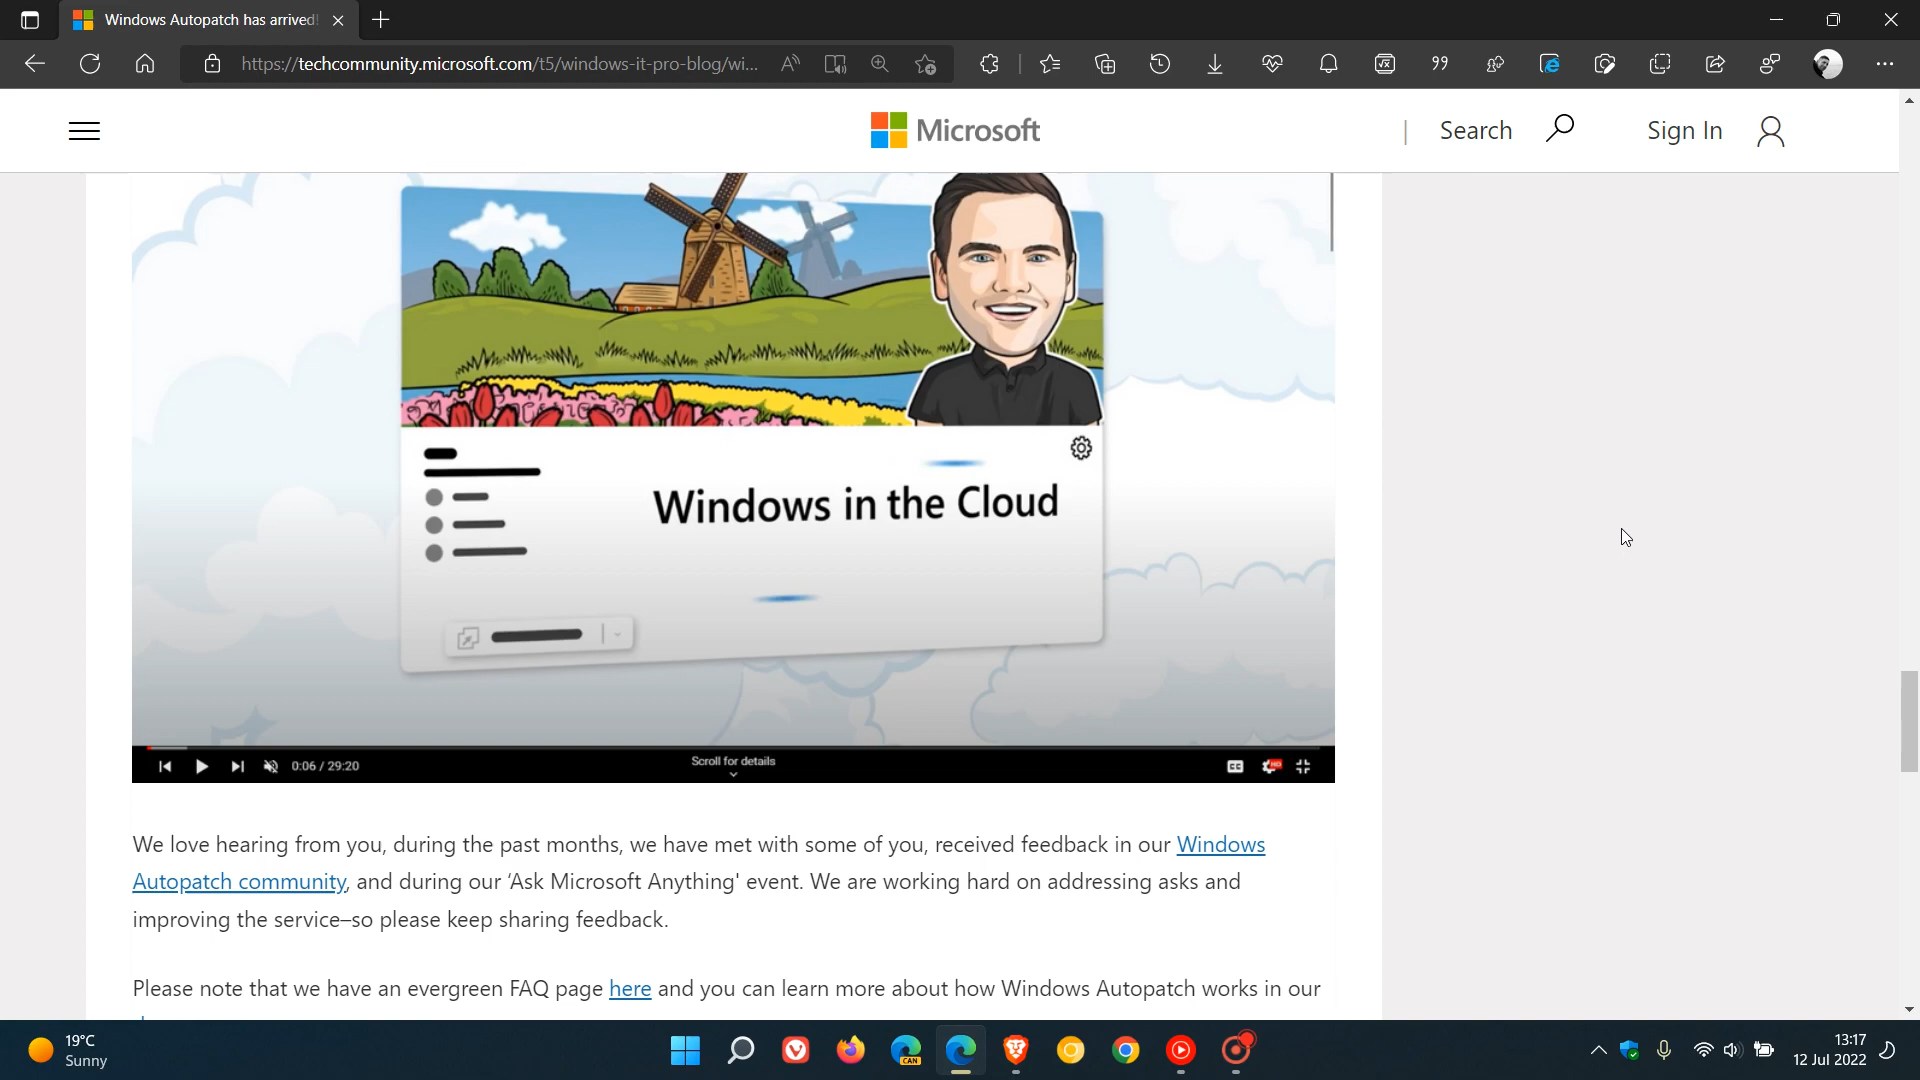 Windows Autopatch has arrived!
https://techcommunity.microsoft.com/t5/windows-it-pro-blog/wi...
Microsoft
Search
Sign In
Windows in the Cloud
0:06 / 29:20
Scroll for details
CC
HD
We love hearing from you, during the past months, we have met with some of you, received feedback in our Windows
Autopatch community, and during our ‘Ask Microsoft Anything' event. We are working hard on addressing asks and
improving the service–so please keep sharing feedback.
Please note that we have an evergreen FAQ page here and you can learn more about how Windows Autopatch works in our
19°C
Sunny
CAN
13:17
12 Jul 2022